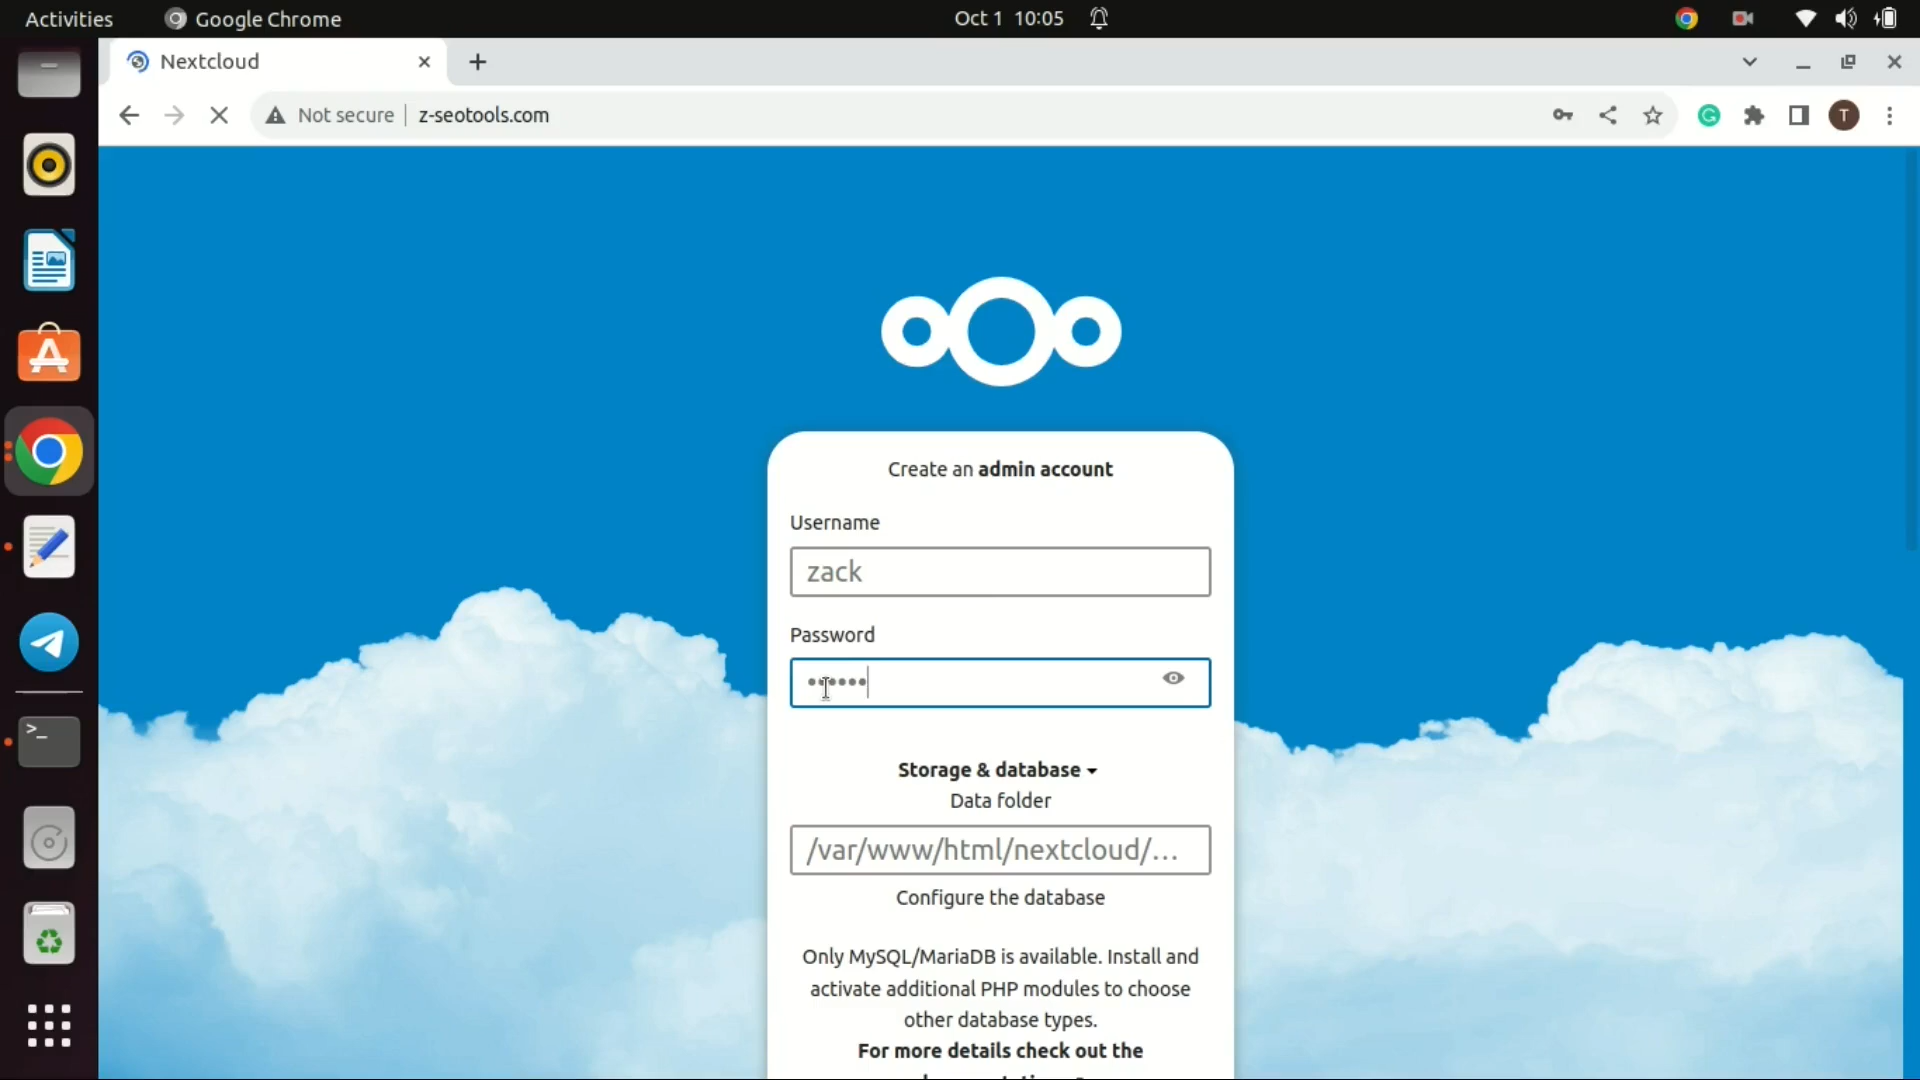 Activities
Google Chrome
Oct 1 10:05
Nextcloud
Not secure
z-seotools.com
G
T
Create an admin account
Username
zack
Password
Storage & database
Data folder
/var/www/html/nextcloud/...
Configure the database
Only MySQL/MariaDB is available. Install and
activate additional PHP modules to choose
other database types.
For more details check out the